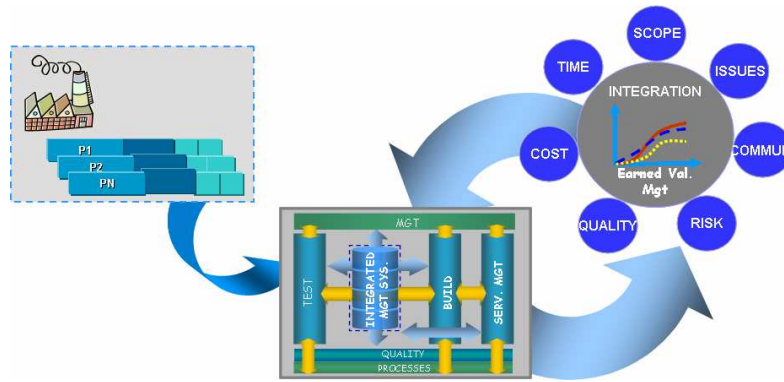 SCOPE
TIME
ISSUES
INTEGRATION
COST
COMMUN
Earned Val.
Mgt
QUALITY
RISK
P1
P2
PN
MGT
TEST
INTEGRATED
MGT SYS.
BUILD
SERV. MGT
QUALITY
PROCESSES